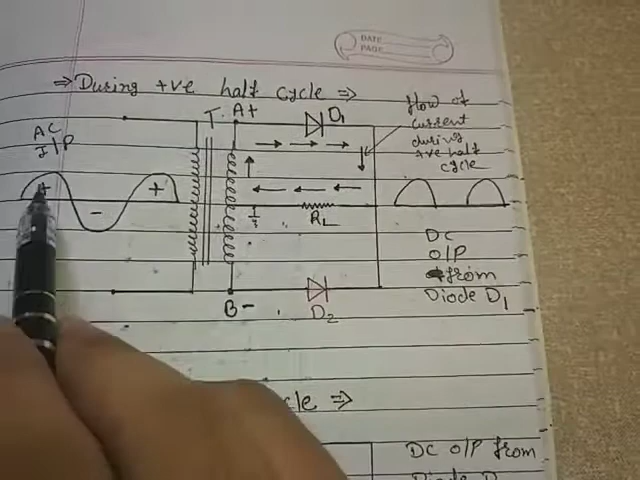 DATE
PAGE
⇒ During +ve half cycle ⇒
AC
I/P
+
-
+
T
A+
D1
flow of
current
during
+ve half
cycle
RL
B-
D2
DC
O/P
from
Diode D1
cle ⇒
DC O/P from